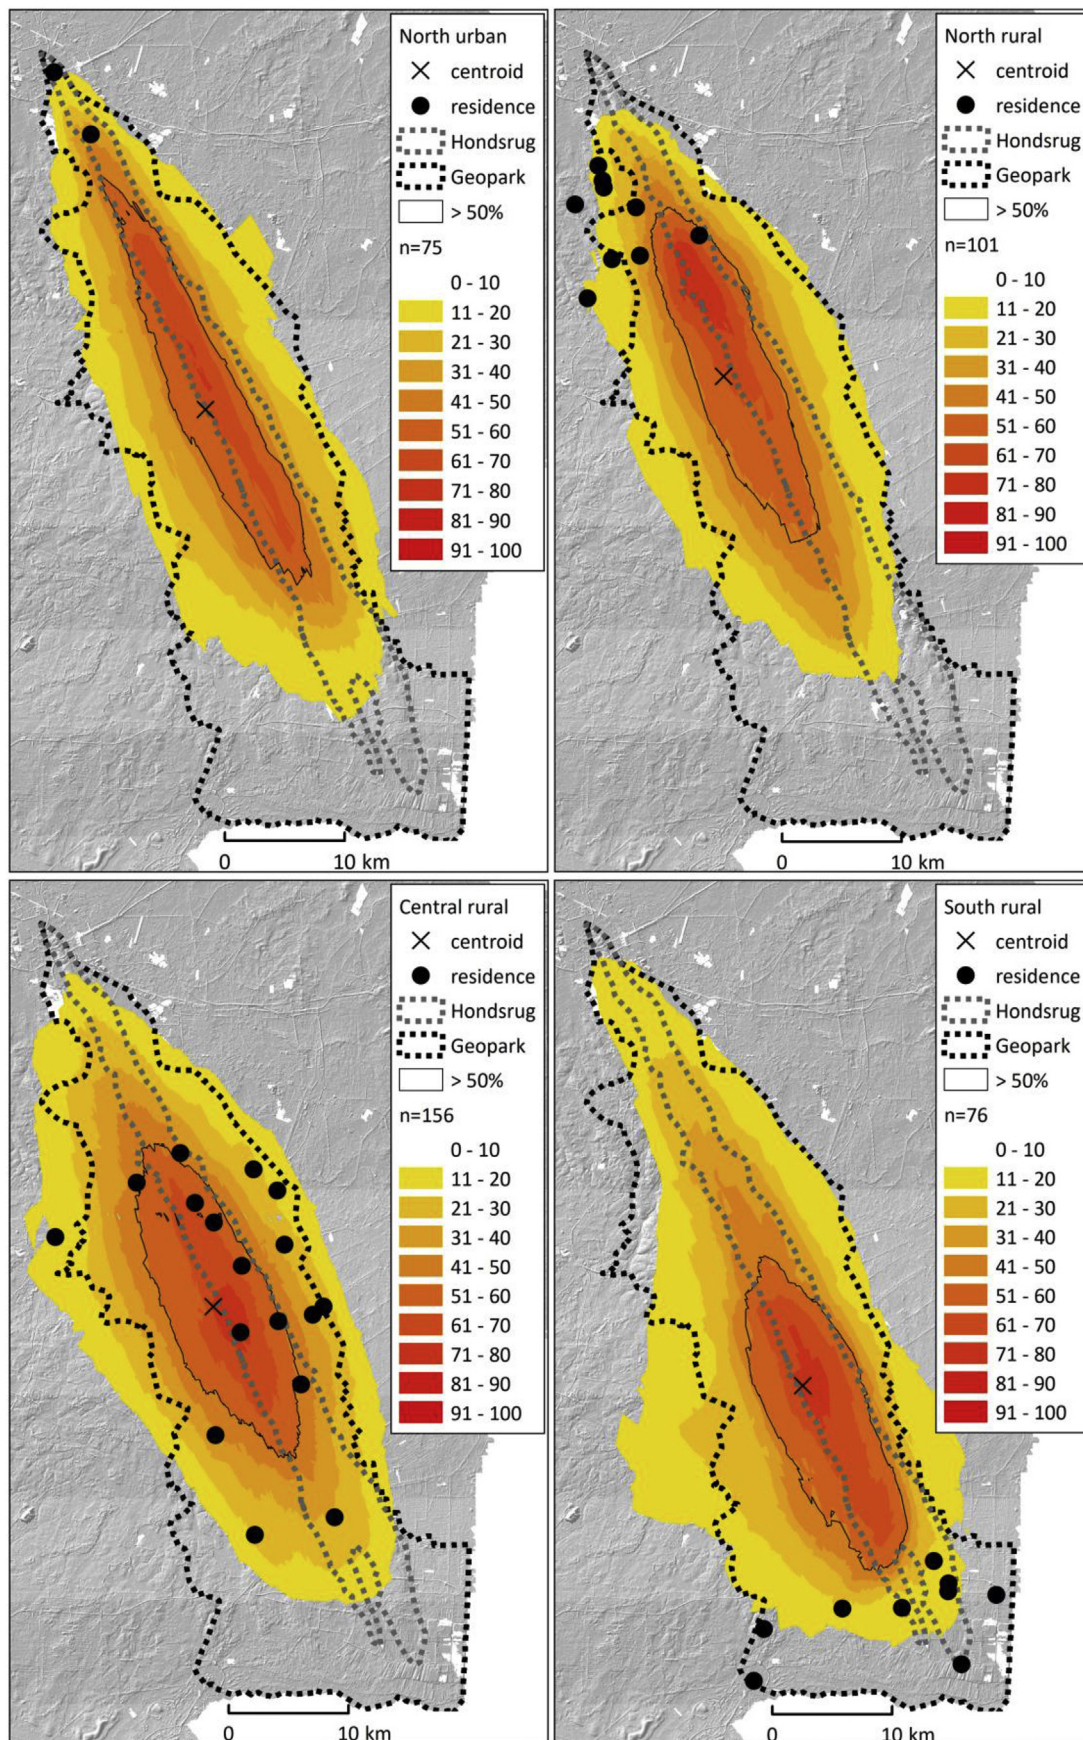 North urban
centroid
residence
Hondsrug
Geopark
> 50%
n=75
0 - 10
11 - 20
21 - 30
31 - 40
41 - 50
51 - 60
61 - 70
71 - 80
81 - 90
91 - 100
0 10 km
North rural
centroid
residence
Hondsrug
Geopark
> 50%
n=101
0 - 10
11 - 20
21 - 30
31 - 40
41 - 50
51 - 60
61 - 70
71 - 80
81 - 90
91 - 100
0 10 km
Central rural
centroid
residence
Hondsrug
Geopark
> 50%
n=156
0 - 10
11 - 20
21 - 30
31 - 40
41 - 50
51 - 60
61 - 70
71 - 80
81 - 90
91 - 100
0 10 km
South rural
centroid
residence
Hondsrug
Geopark
> 50%
n=76
0 - 10
11 - 20
21 - 30
31 - 40
41 - 50
51 - 60
61 - 70
71 - 80
81 - 90
91 - 100
0 10 km